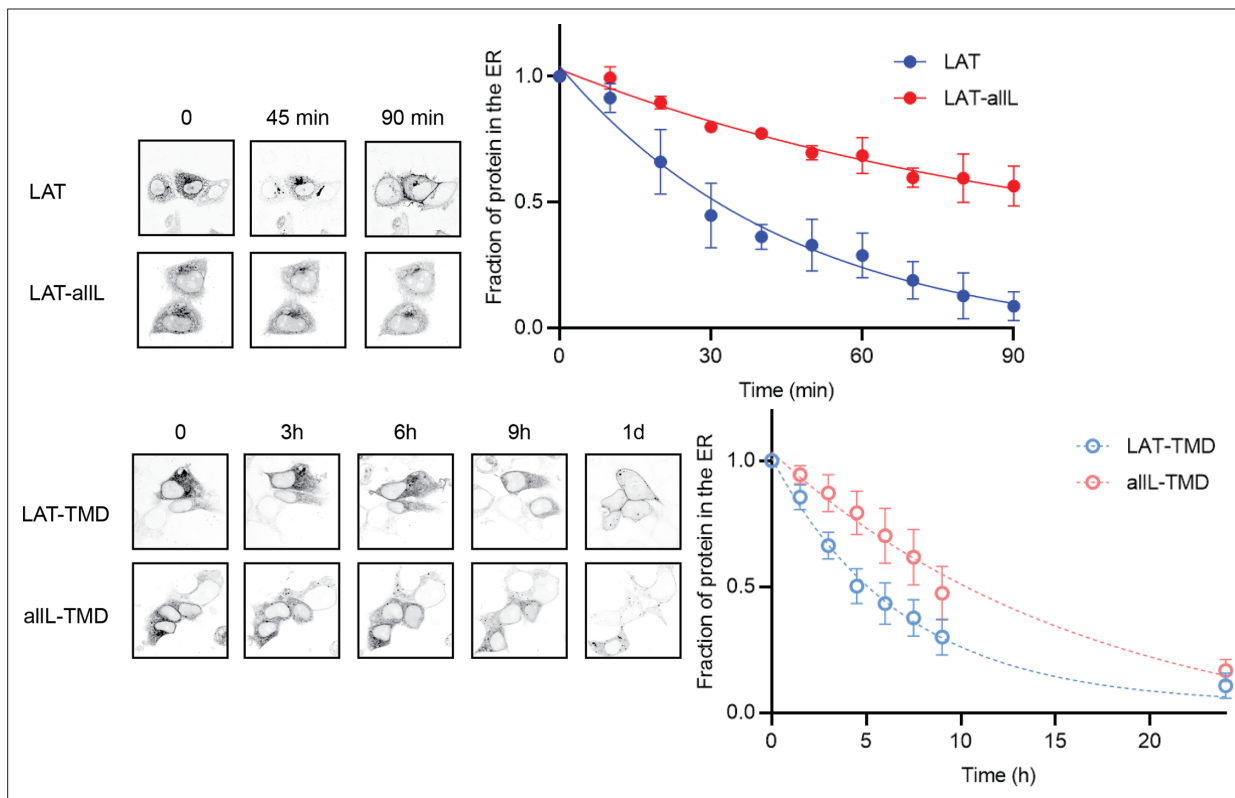 0 45 min 90 min
LAT
LAT-allL
Fraction of protein in the ER
1.0
0.5
0.0
0 30 60 90
Time (min)
LAT
LAT-allL
0 3h 6h 9h 1d
LAT-TMD
allL-TMD
Fraction of protein in the ER
1.0
0.5
0.0
0 5 10 15 20
Time (h)
LAT-TMD
allL-TMD